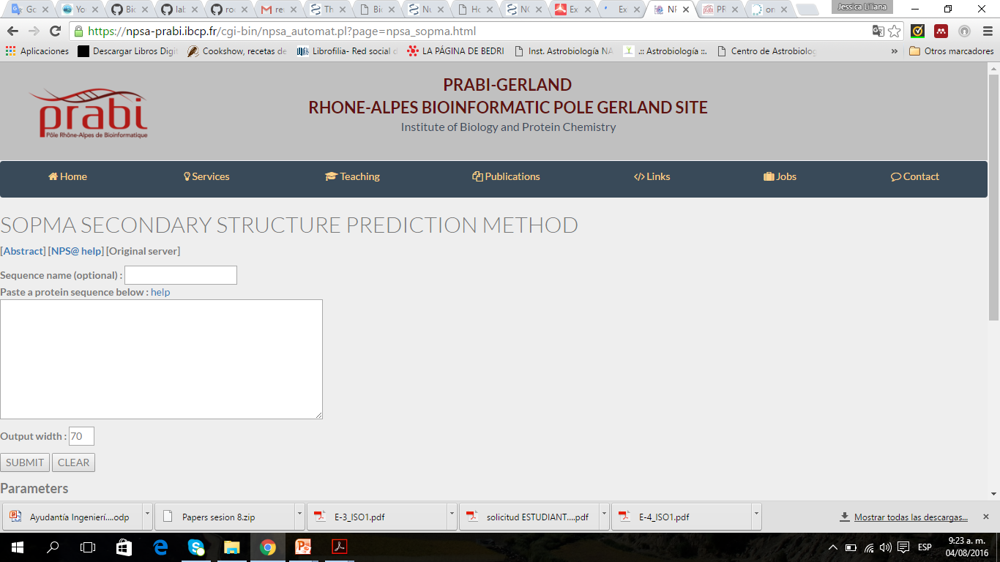 Go
Yo
Bio
lab
ro
re
Th
Bi
Nu
Ho
NC
Ex
Ex
NP
PR
on
Jessica Liliana
https://npsa-prabi.ibcp.fr/cgi-bin/npsa_automat.pl?page=npsa_sopma.html
Aplicaciones
Descargar Libros Digit
Cookshow, recetas de
Librofilia- Red social d
LA PÁGINA DE BEDRI
Inst. Astrobiología NA
.:: Astrobiología ::.
Centro de Astrobiolog
»
Otros marcadores
prabi
Pôle Rhône-Alpes de Bioinformatique
PRABI-GERLAND
RHONE-ALPES BIOINFORMATIC POLE GERLAND SITE
Institute of Biology and Protein Chemistry
Home
Services
Teaching
Publications
Links
Jobs
Contact
SOPMA SECONDARY STRUCTURE PREDICTION METHOD
[Abstract] [NPS@ help] [Original server]
Sequence name (optional) :
Paste a protein sequence below : help
Output width : 70
SUBMIT CLEAR
Parameters
Ayudantía Ingenierí....odp
Papers sesion 8.zip
E-3_ISO1.pdf
solicitud ESTUDIANT....pdf
E-4_ISO1.pdf
Mostrar todas las descargas...
ESP
9:23 a. m.
04/08/2016